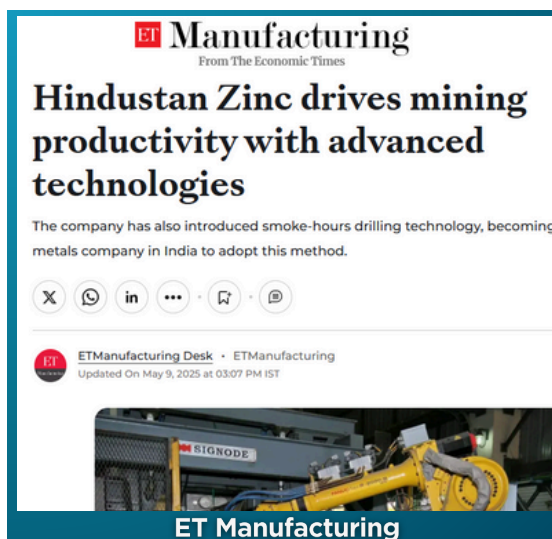 ET Manufacturing
From The Economic Times
Hindustan Zinc drives mining
productivity with advanced
technologies
The company has also introduced smoke-hours drilling technology, becoming
metals company in India to adopt this method.
ET
ETManufacturing Desk • ETManufacturing
Updated On May 9, 2025 at 03:07 PM IST
SIGNODE
ET Manufacturing